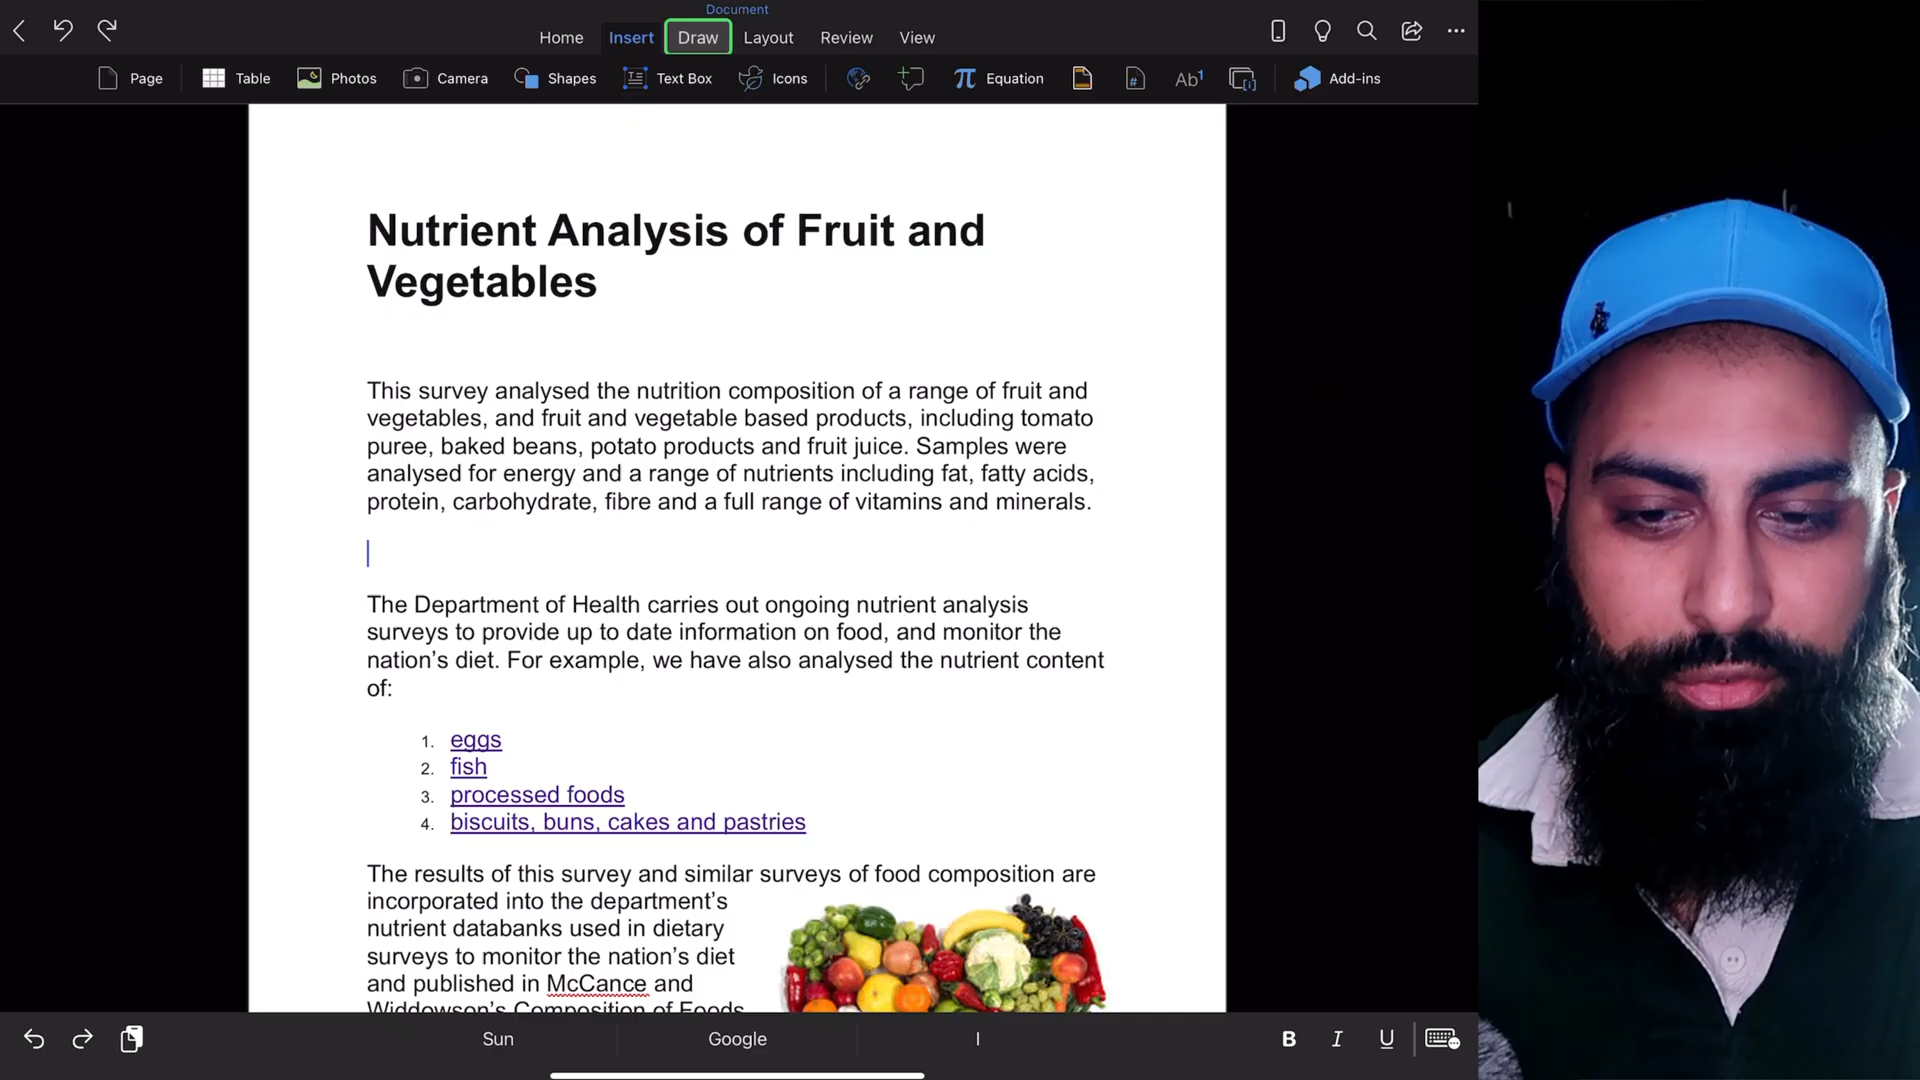 Document
Home Insert Draw Layout Review View
Page Table Photos Camera Shapes Text Box Icons Equation Ab1 Add-ins
Nutrient Analysis of Fruit and
Vegetables
This survey analysed the nutrition composition of a range of fruit and
vegetables, and fruit and vegetable based products, including tomato
puree, baked beans, potato products and fruit juice. Samples were
analysed for energy and a range of nutrients including fat, fatty acids,
protein, carbohydrate, fibre and a full range of vitamins and minerals.
The Department of Health carries out ongoing nutrient analysis
surveys to provide up to date information on food, and monitor the
nation’s diet. For example, we have also analysed the nutrient content
of:
1. eggs
2. fish
3. processed foods
4. biscuits, buns, cakes and pastries
The results of this survey and similar surveys of food composition are
incorporated into the department’s
nutrient databanks used in dietary
surveys to monitor the nation’s diet
and published in McCance and
Widdowson’s Composition of Foods
Sun Google I B I U